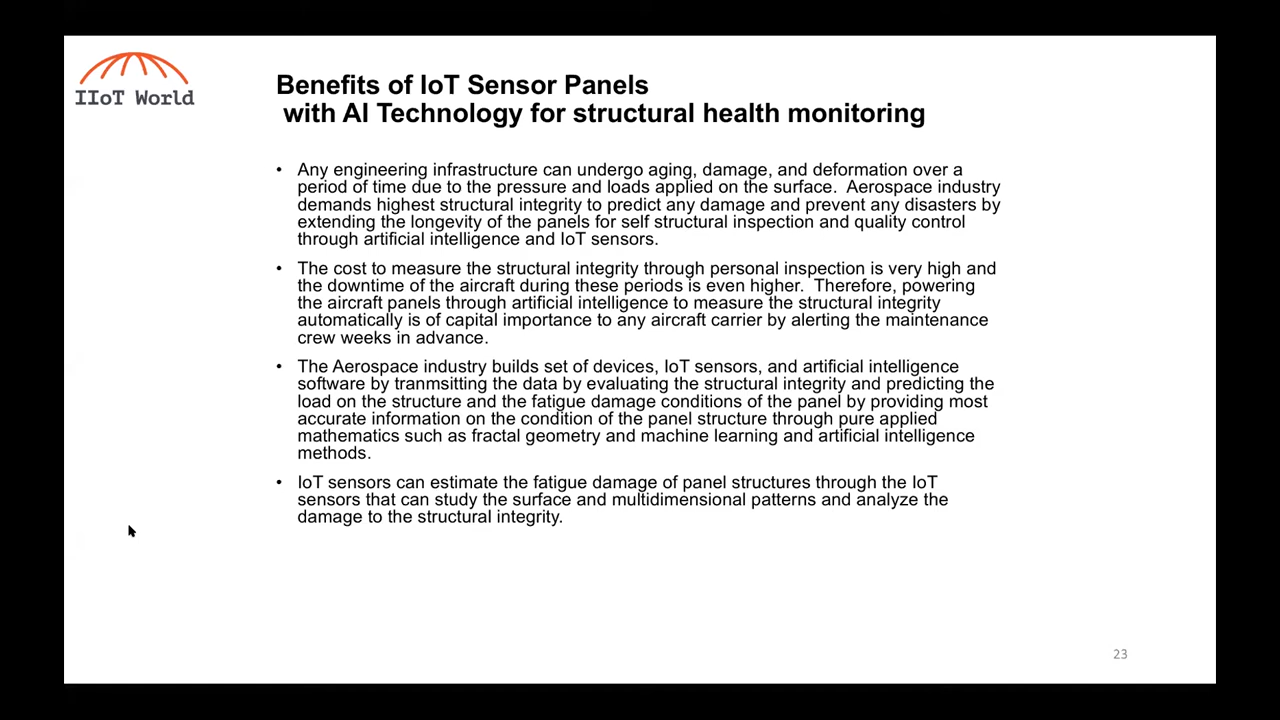 IIoT World
Benefits of IoT Sensor Panels
with AI Technology for structural health monitoring
• Any engineering infrastructure can undergo aging, damage, and deformation over a
period of time due to the pressure and loads applied on the surface.  Aerospace industry
demands highest structural integrity to predict any damage and prevent any disasters by
extending the longevity of the panels for self structural inspection and quality control
through artificial intelligence and IoT sensors.
• The cost to measure the structural integrity through personal inspection is very high and
the downtime of the aircraft during these periods is even higher.  Therefore, powering
the aircraft panels through artificial intelligence to measure the structural integrity
automatically is of capital importance to any aircraft carrier by alerting the maintenance
crew weeks in advance.
• The Aerospace industry builds set of devices, IoT sensors, and artificial intelligence
software by tranmsitting the data by evaluating the structural integrity and predicting the
load on the structure and the fatigue damage conditions of the panel by providing most
accurate information on the condition of the panel structure through pure applied
mathematics such as fractal geometry and machine learning and artificial intelligence
methods.
• IoT sensors can estimate the fatigue damage of panel structures through the IoT
sensors that can study the surface and multidimensional patterns and analyze the
damage to the structural integrity.
23